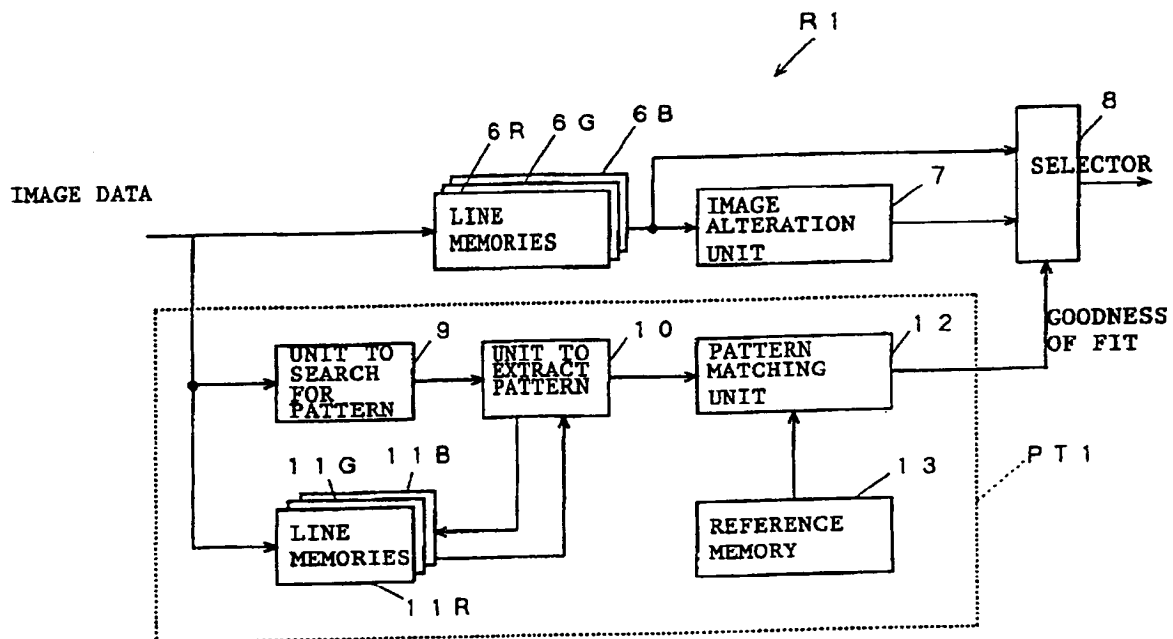 R 1
8
6 R
6 G
6 B
7
SELECTOR
IMAGE DATA
LINE
MEMORIES
IMAGE
ALTERATION
UNIT
GOODNESS
OF FIT
9
1 0
1 2
UNIT TO
SEARCH
FOR
PATTERN
UNIT TO
EXTRACT
PATTERN
PATTERN
MATCHING
UNIT
1 1 G
1 1 B
1 3
P T 1
LINE
MEMORIES
REFERENCE
MEMORY
1 1 R